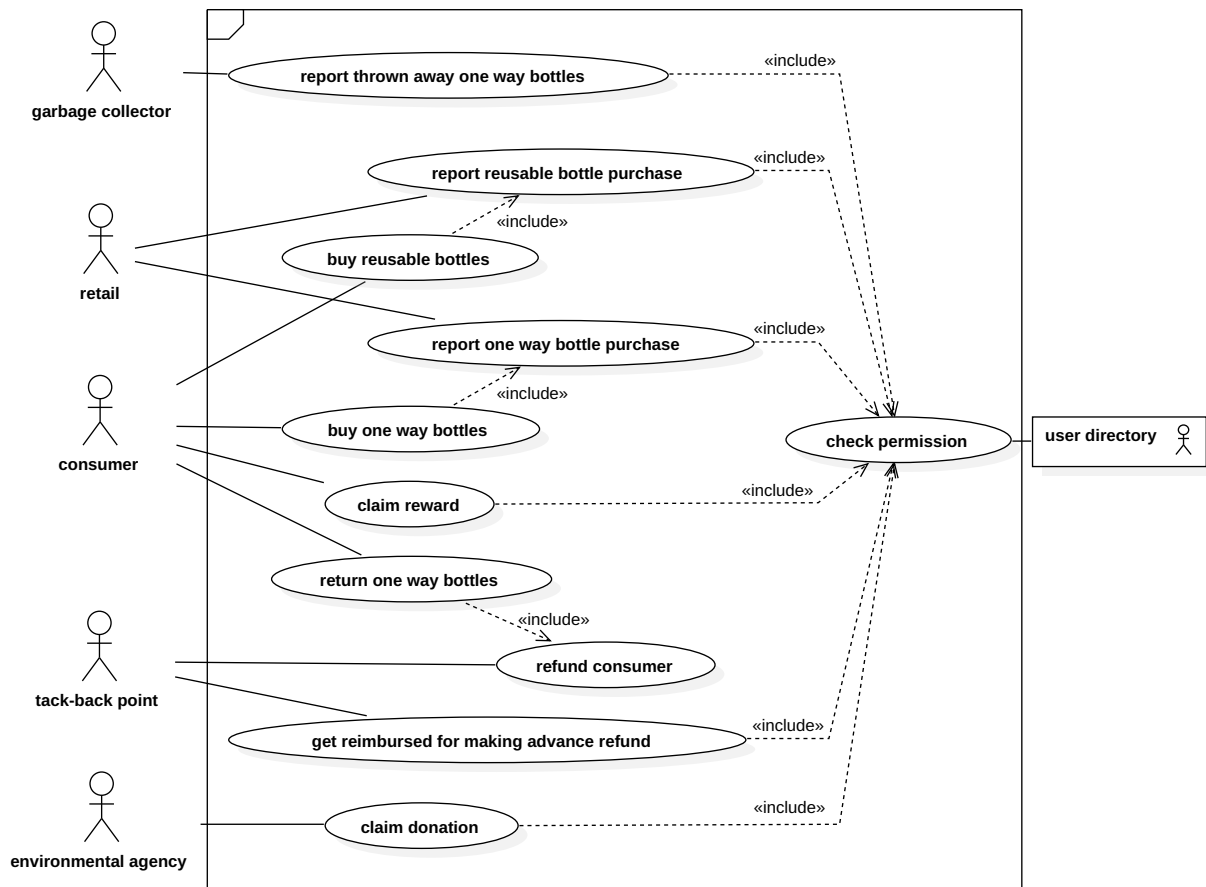 «include»
report thrown away one way bottles
garbage collector
«include»
report reusable bottle purchase
«include»
buy reusable bottles
retail
«include»
report one way bottle purchase
«include»
buy one way bottles
check permission
user directory
consumer
«include»
claim reward
return one way bottles
«include»
refund consumer
tack-back point
«include»
get reimbursed for making advance refund
«include»
claim donation
environmental agency